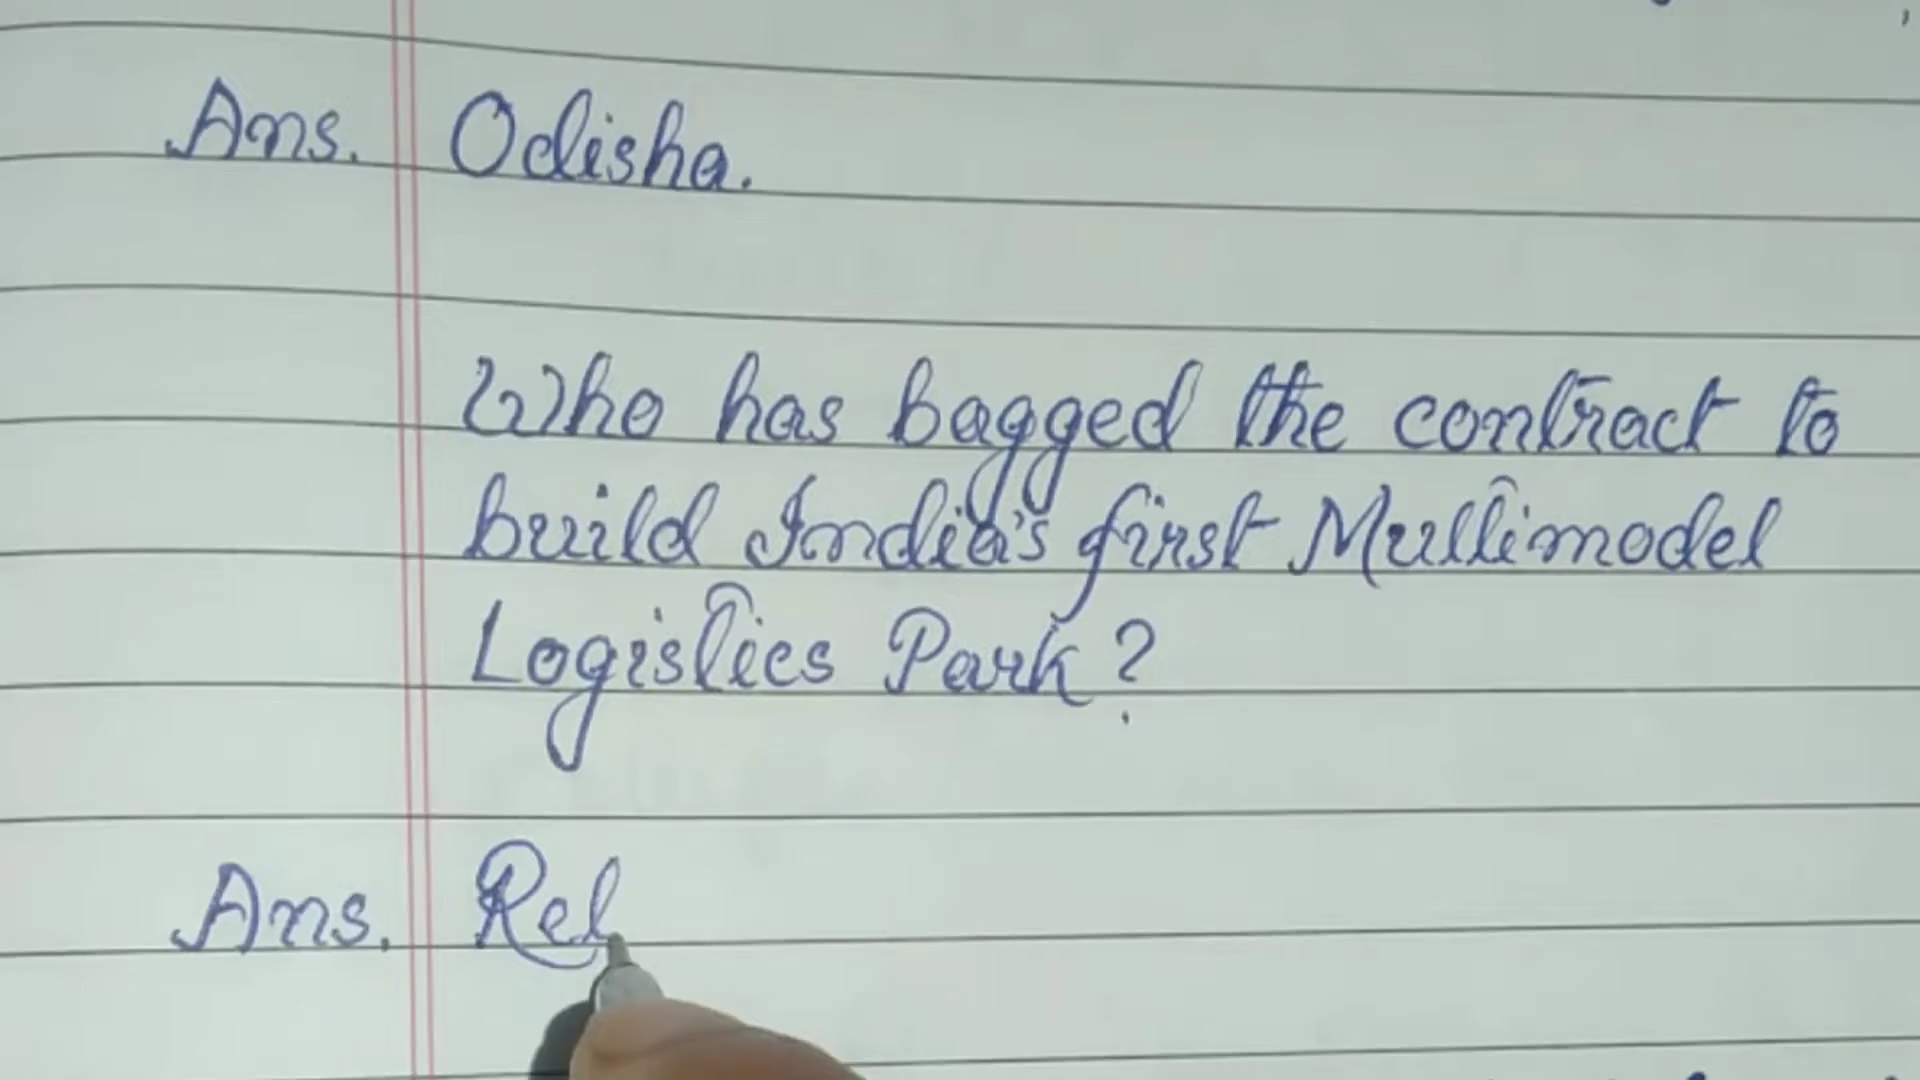 Ans. Odisha.
Who has bagged the contract to
build India's first Multimodel
Logistics Park?
Ans. Rel